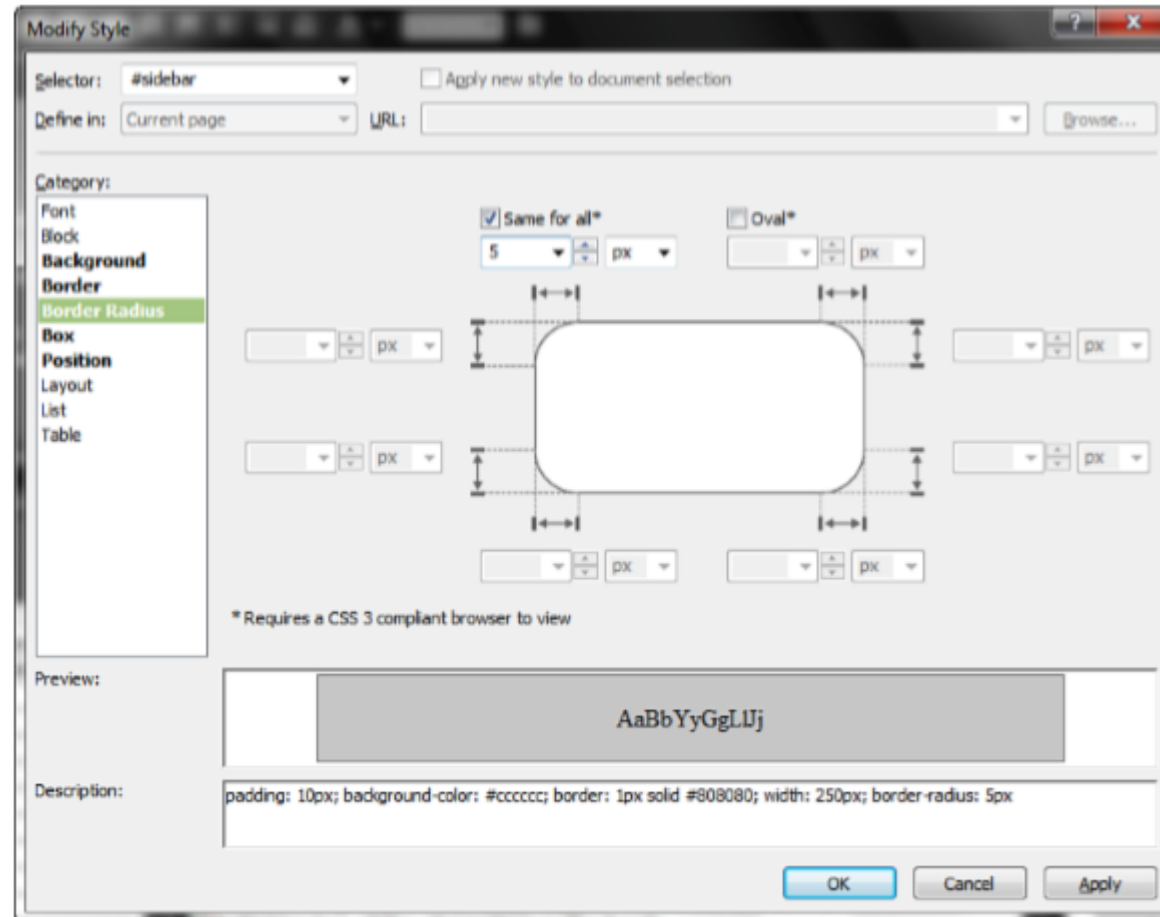 Modify Style
Selector: #sidebar Apply new style to document selection
Define in: Current page URL: Browse...
Category:
Font
Block
Background
Border
Border Radius
Box
Position
Layout
List
Table
Same for all* Oval*
5 px px
px px
px px
px px
* Requires a CSS 3 compliant browser to view
Preview:
AaBbYyGgLlJj
Description:
padding: 10px; background-color: #cccccc; border: 1px solid #808080; width: 250px; border-radius: 5px
OK Cancel Apply